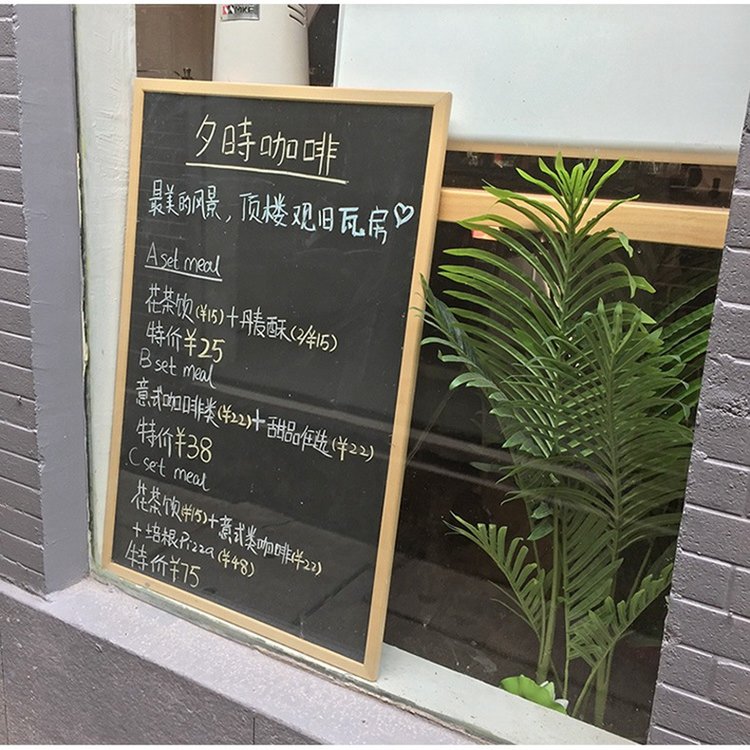 MIKE
夕時咖啡
最美的风景，顶楼观旧瓦房♡
A set meal
花茶饮(¥15)+丹麦酥(2/¥15)
特价¥25
B set meal
意式咖啡类(¥22)+甜品任选(¥22)
特价¥38
C set meal
花茶饮(¥15)+意式类咖啡(¥22)
+培根Pizza(¥48)
特价¥75